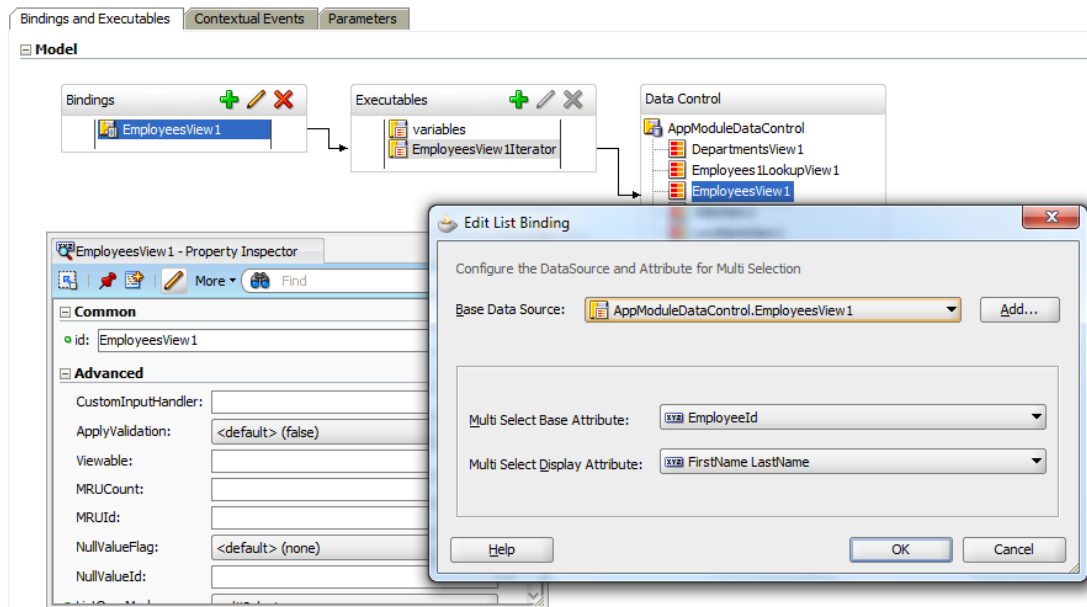 Bindings and Executables Contextual Events Parameters
Model
Bindings Executables Data Control
EmployeesView1 variables AppModuleDataControl
EmployeesView1Iterator DepartmentsView1
Employees1LookupView1
EmployeesView1
Edit List Binding
EmployeesView1 - Property Inspector
More Find
Common
id: EmployeesView1
Advanced
CustomInputHandler:
ApplyValidation: <default> (false)
Viewable:
MRUCount:
MRUId:
NullValueFlag: <default> (none)
NullValueId:
Configure the DataSource and Attribute for Multi Selection
Base Data Source: AppModuleDataControl.EmployeesView1 Add...
Multi Select Base Attribute: XYZ EmployeeId
Multi Select Display Attribute: XYZ FirstName LastName
Help OK Cancel